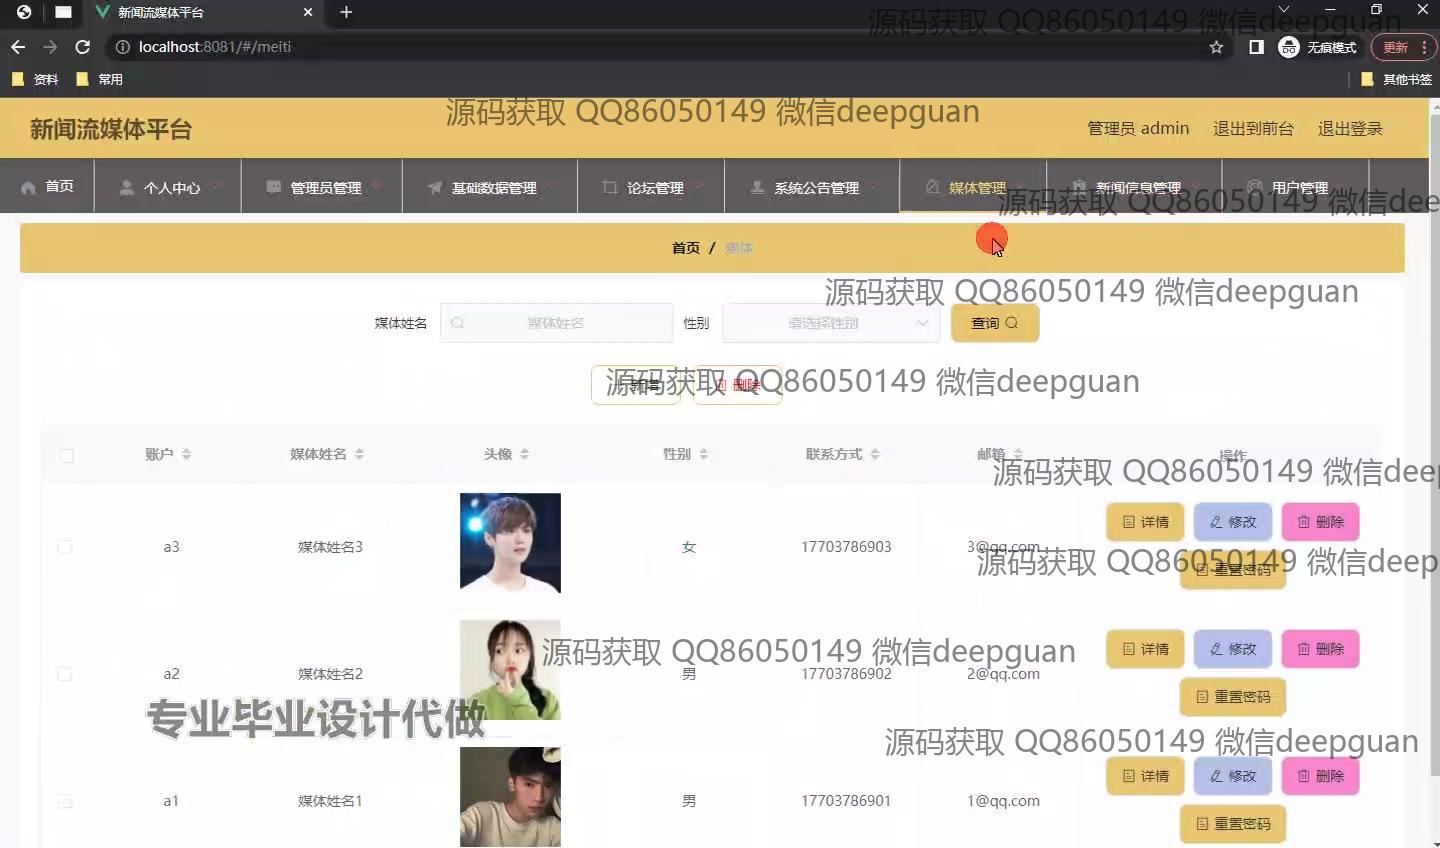 新闻流媒体平台
源码获取 QQ86050149 微信deepguan
localhost:8081/#/meiti
无痕模式
更新
资料
常用
其他书签
源码获取 QQ86050149 微信deepguan
新闻流媒体平台
管理员 admin
退出到前台
退出登录
首页
个人中心
管理员管理
基础数据管理
论坛管理
系统公告管理
媒体管理
新闻信息管理
用户管理
源码获取 QQ86050149 微信dee
首页 / 媒体
源码获取 QQ86050149 微信deepguan
媒体姓名
媒体姓名
性别
请选择性别
查询
新增
删除
源码获取 QQ86050149 微信deepguan
账户
媒体姓名
头像
性别
联系方式
邮箱
操作
源码获取 QQ86050149 微信deep
a3
媒体姓名3
女
17703786903
3@qq.com
详情
修改
删除
重置密码
源码获取 QQ86050149 微信deep
a2
媒体姓名2
男
17703786902
2@qq.com
详情
修改
删除
重置密码
源码获取 QQ86050149 微信deepguan
专业毕业设计代做
源码获取 QQ86050149 微信deepguan
a1
媒体姓名1
男
17703786901
1@qq.com
详情
修改
删除
重置密码